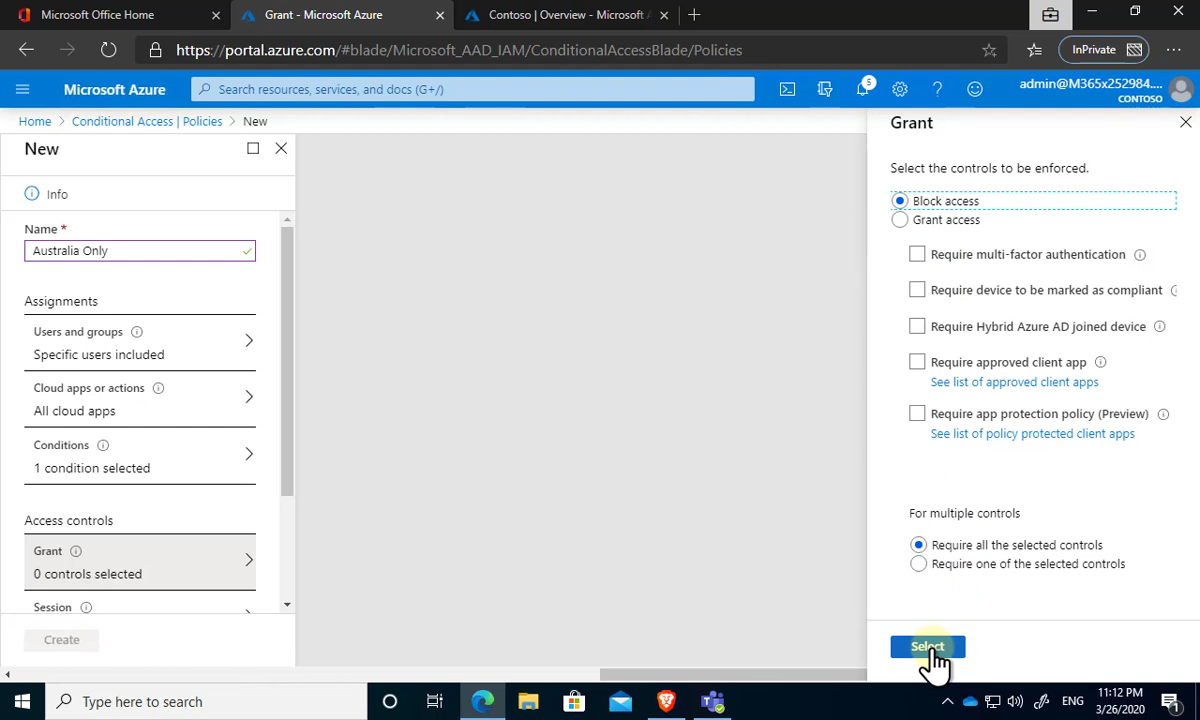 Microsoft Office Home
Grant - Microsoft Azure
Contoso | Overview - Microsoft A
https://portal.azure.com/#blade/Microsoft_AAD_IAM/ConditionalAccessBlade/Policies
InPrivate
Microsoft Azure
Search resources, services, and docs (G+/)
5
admin@M365x252984....
CONTOSO
Home > Conditional Access | Policies > New
New
Info
Name *
Australia Only
Assignments
Users and groups
Specific users included
Cloud apps or actions
All cloud apps
Conditions
1 condition selected
Access controls
Grant
0 controls selected
Session
Create
Grant
Select the controls to be enforced.
Block access
Grant access
Require multi-factor authentication
Require device to be marked as compliant
Require Hybrid Azure AD joined device
Require approved client app
See list of approved client apps
Require app protection policy (Preview)
See list of policy protected client apps
For multiple controls
Require all the selected controls
Require one of the selected controls
Select
Type here to search
ENG
11:12 PM
3/26/2020
1